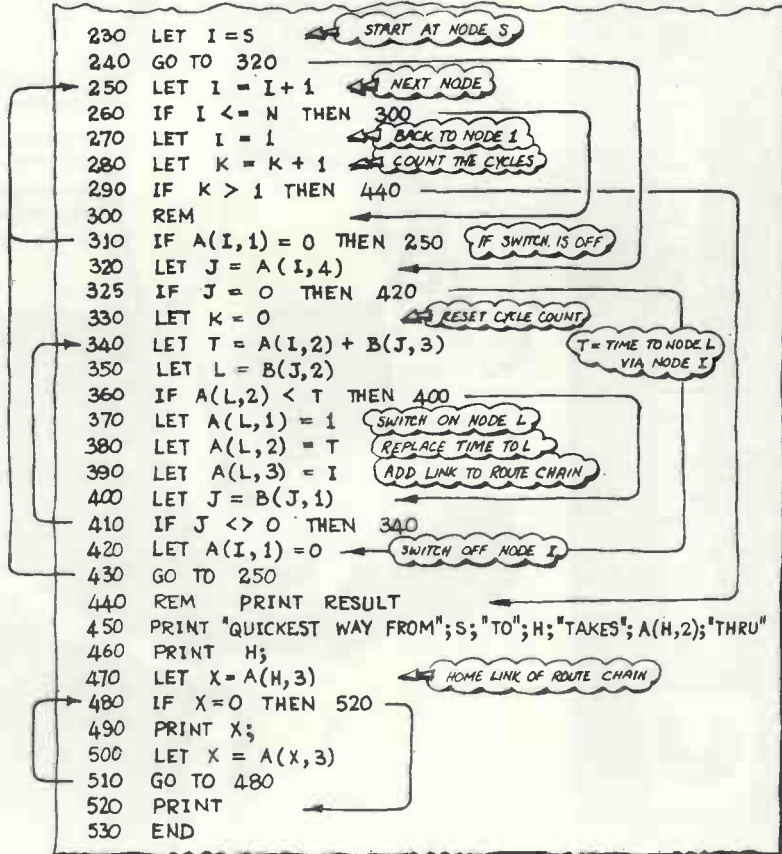 230 LET I = S START AT NODE S
240 GO TO 320
250 LET I = I + 1 NEXT NODE
260 IF I <= N THEN 300
270 LET I = 1 BACK TO NODE 1
280 LET K = K + 1 COUNT THE CYCLES
290 IF K > 1 THEN 440
300 REM
310 IF A(I,1) = 0 THEN 250 IF SWITCH IS OFF
320 LET J = A(I,4)
325 IF J = 0 THEN 420
330 LET K = 0 RESET CYCLE COUNT
340 LET T = A(I,2) + B(J,3) T = TIME TO NODE L
350 LET L = B(J,2) VIA NODE I
360 IF A(L,2) < T THEN 400
370 LET A(L,1) = 1 SWITCH ON NODE L
380 LET A(L,2) = T REPLACE TIME TO L
390 LET A(L,3) = I ADD LINK TO ROUTE CHAIN
400 LET J = B(J,1)
410 IF J <> 0 THEN 340
420 LET A(I,1) = 0 SWITCH OFF NODE I
430 GO TO 250
440 REM PRINT RESULT
450 PRINT "QUICKEST WAY FROM"; S; "TO"; H; "TAKES"; A(H,2); "THRU"
460 PRINT H;
470 LET X = A(H,3) HOME LINK OF ROUTE CHAIN
480 IF X = 0 THEN 520
490 PRINT X;
500 LET X = A(X,3)
510 GO TO 480
520 PRINT
530 END